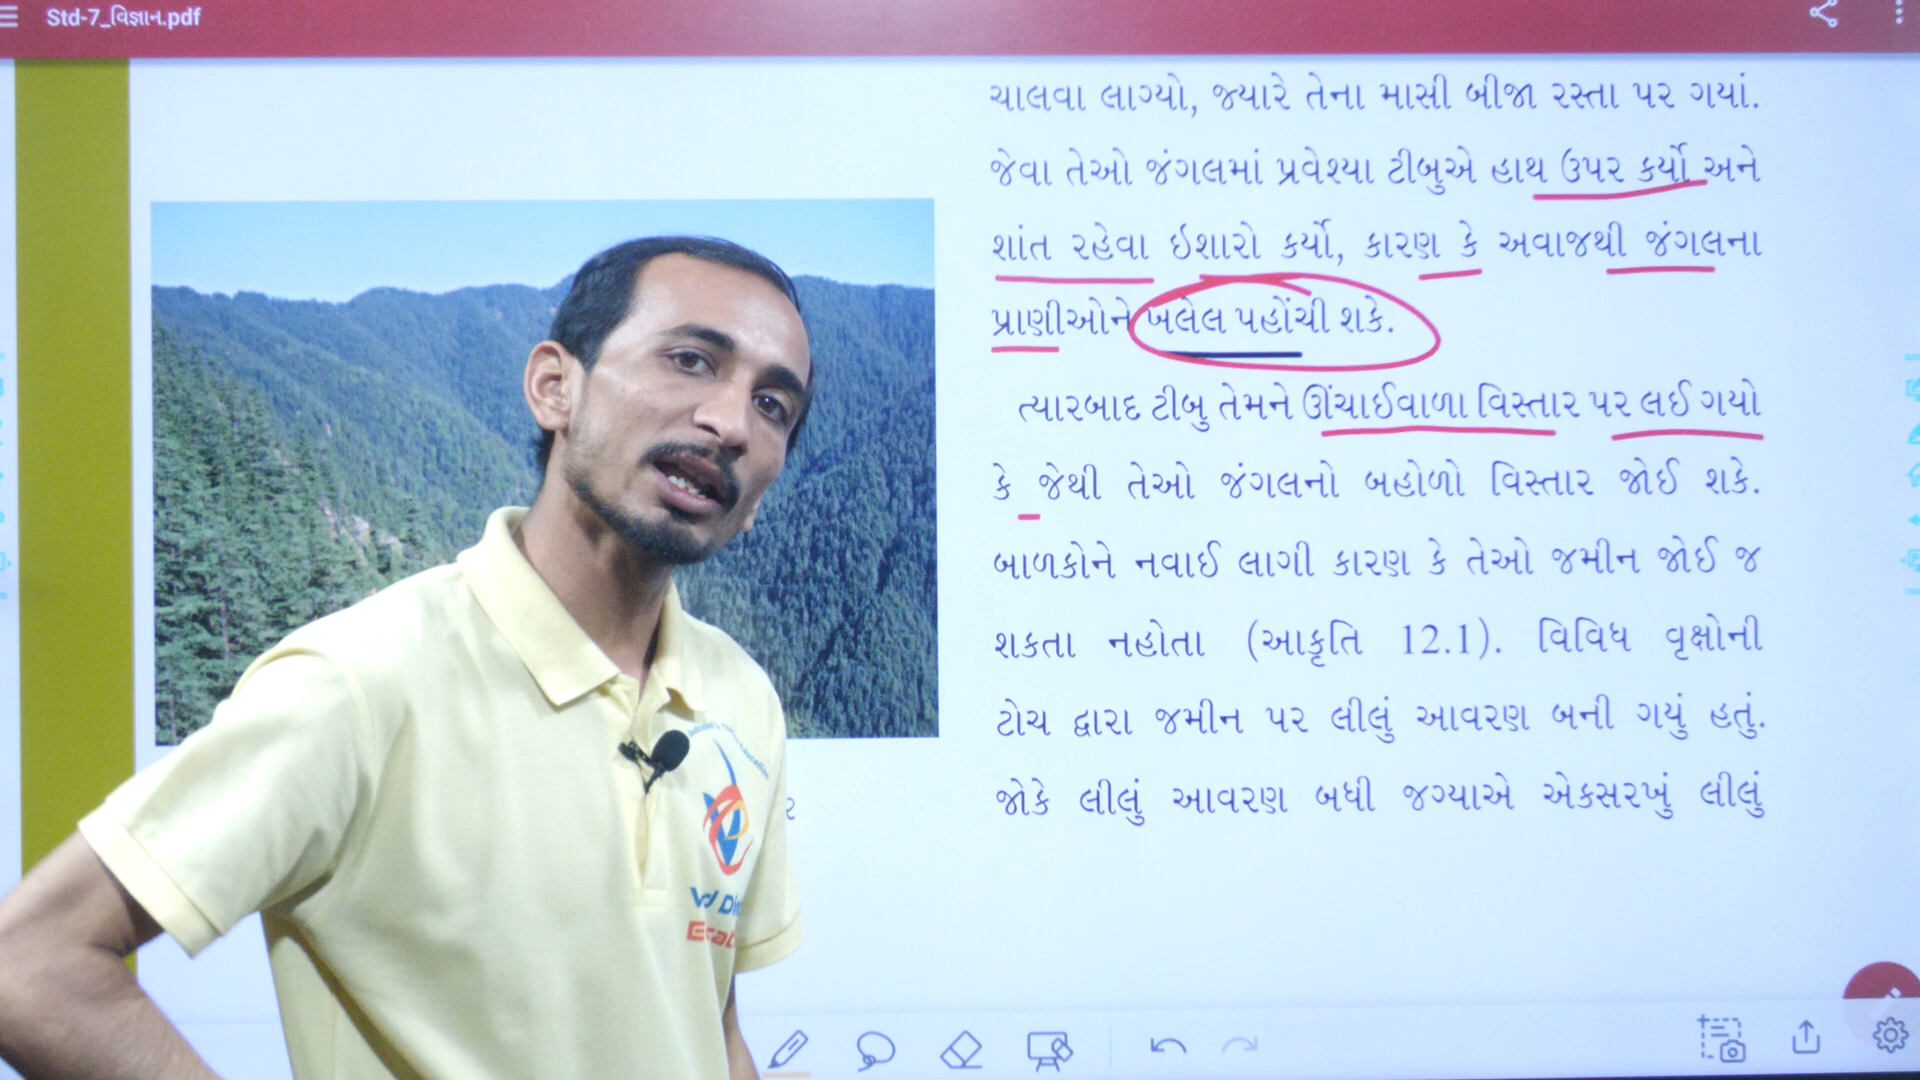 Std-7_વિજ્ઞાન.pdf
ચાલવા લાગ્યો, જ્યારે તેના માસી બીજા રસ્તા પર ગયાં.
જેવા તેઓ જંગલમાં પ્રવેશ્યા ટીબુએ હાથ ઉપર કર્યો અને
શાંત રહેવા ઇશારો કર્યો, કારણ કે અવાજથી જંગલના
પ્રાણીઓને ખલેલ પહોંચી શકે.
ત્યારબાદ ટીબુ તેમને ઊંચાઈવાળા વિસ્તાર પર લઈ ગયો
કે જેથી તેઓ જંગલનો બહોળો વિસ્તાર જોઈ શકે.
બાળકોને નવાઈ લાગી કારણ કે તેઓ જમીન જોઈ જ
શકતા નહોતા (આકૃતિ 12.1). વિવિધ વૃક્ષોની
ટોચ દ્વારા જમીન પર લીલું આવરણ બની ગયું હતું.
જોકે લીલું આવરણ બધી જગ્યાએ એકસરખું લીલું